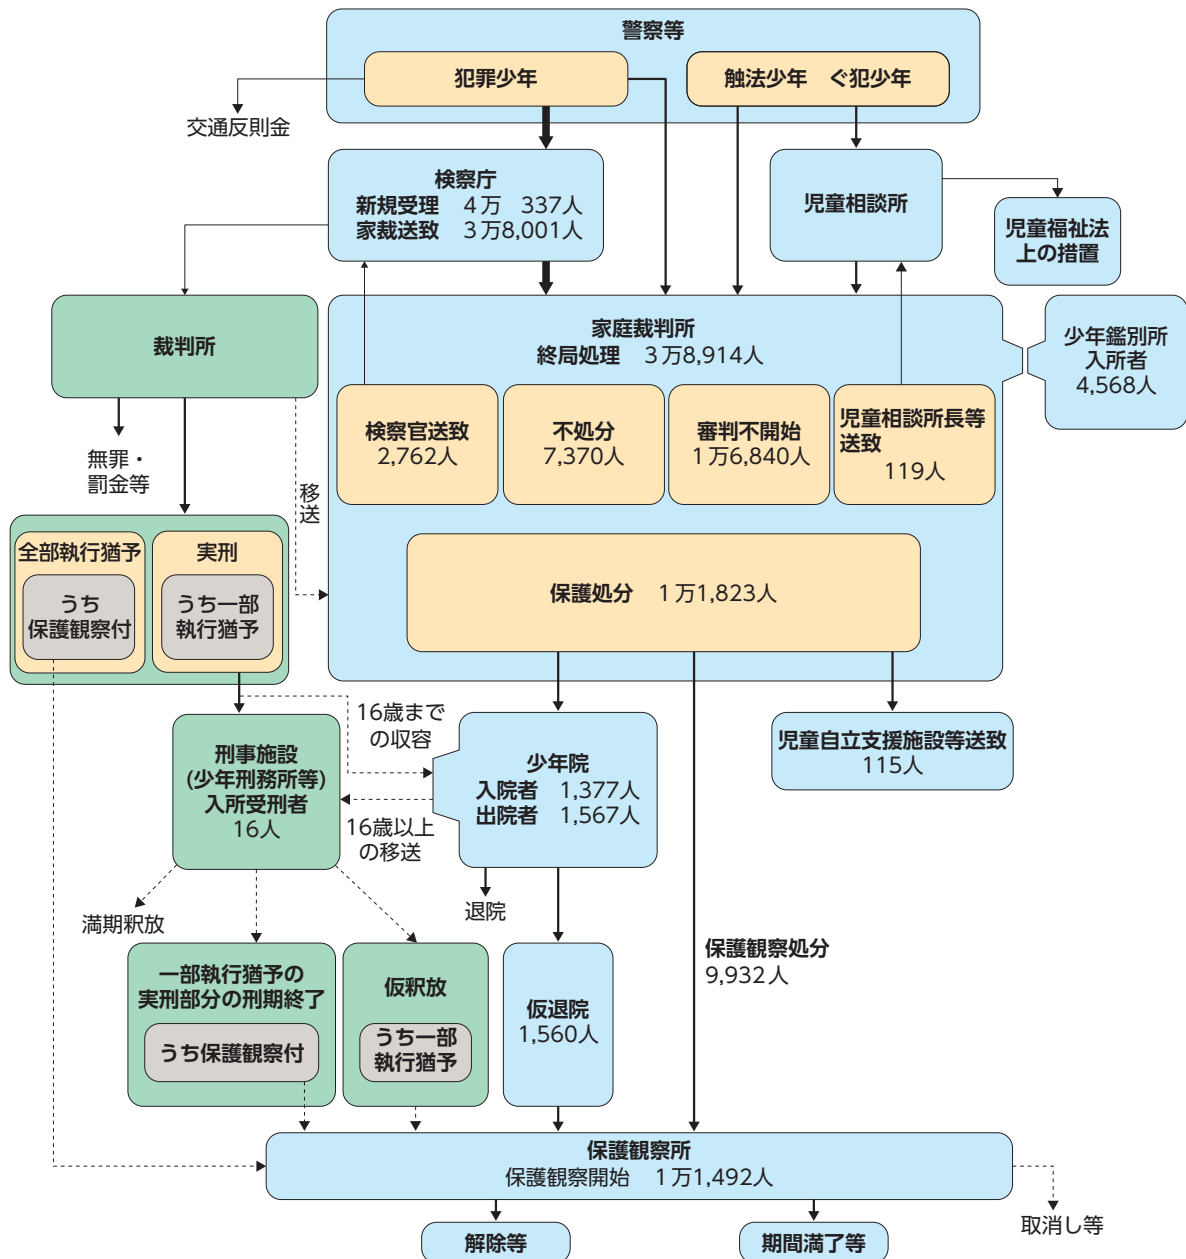 警察等
犯罪少年
触法少年　ぐ犯少年
交通反則金
検察庁
新規受理　4万　337人
家裁送致　3万8,001人
児童相談所
児童福祉法
上の措置
裁判所
家庭裁判所
終局処理　3万8,914人
少年鑑別所
入所者
4,568人
検察官送致
2,762人
不処分
7,370人
審判不開始
1万6,840人
児童相談所長等
送致
119人
無罪・
罰金等
移送
全部執行猶予
うち
保護観察付
実刑
うち一部
執行猶予
保護処分　1万1,823人
16歳まで
の収容
刑事施設
(少年刑務所等)
入所受刑者
16人
少年院
入院者　1,377人
出院者　1,567人
児童自立支援施設等送致
115人
16歳以上
の移送
満期釈放
退院
一部執行猶予の
実刑部分の刑期終了
うち保護観察付
仮釈放
うち一部
執行猶予
仮退院
1,560人
保護観察処分
9,932人
保護観察所
保護観察開始　1万1,492人
取消し等
解除等
期間満了等